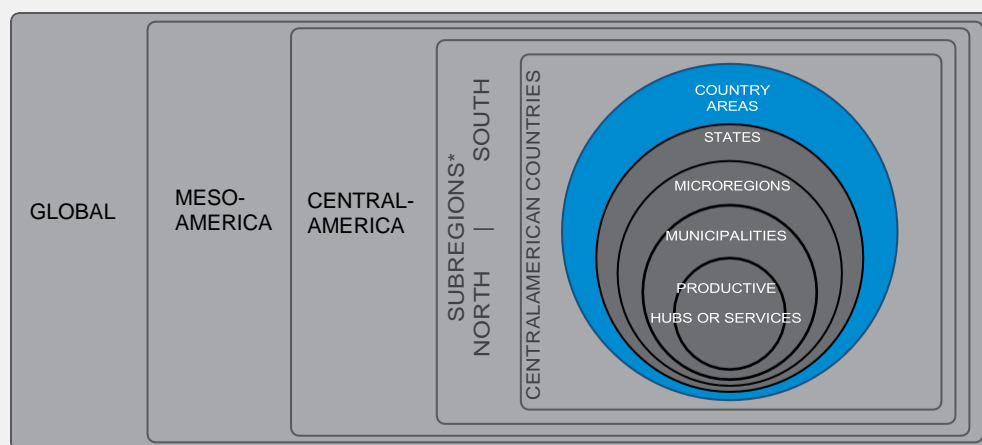 GLOBAL
MESO-
AMERICA
CENTRAL-
AMERICA
SUBREGIONS*
NORTH | SOUTH
CENTRALAMERICAN COUNTRIES
COUNTRY
AREAS
STATES
MICROREGIONS
MUNICIPALITIES
PRODUCTIVE
HUBS OR SERVICES